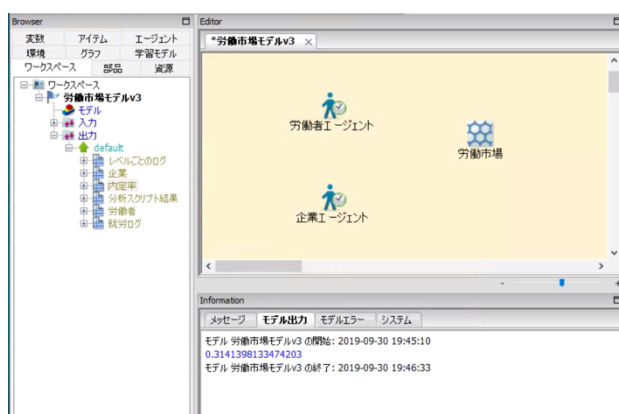 Browser
変数 アイテム エージェント
環境 グラフ 学習モデル
ワークスペース 部品 資源
ワークスペース
労働市場モデルv3
モデル
入力
出力
default
レベルごとのログ
企業
内定率
分析スクリプト結果
労働者
就労ログ
Editor
*労働市場モデルv3
労働者エージェント
労働市場
企業エージェント
- +
Information
メッセージ モデル出力 モデルエラー システム
モデル 労働市場モデルv3 の開始: 2019-09-30 19:45:10
0.3141398133474203
モデル 労働市場モデルv3 の終了: 2019-09-30 19:46:33